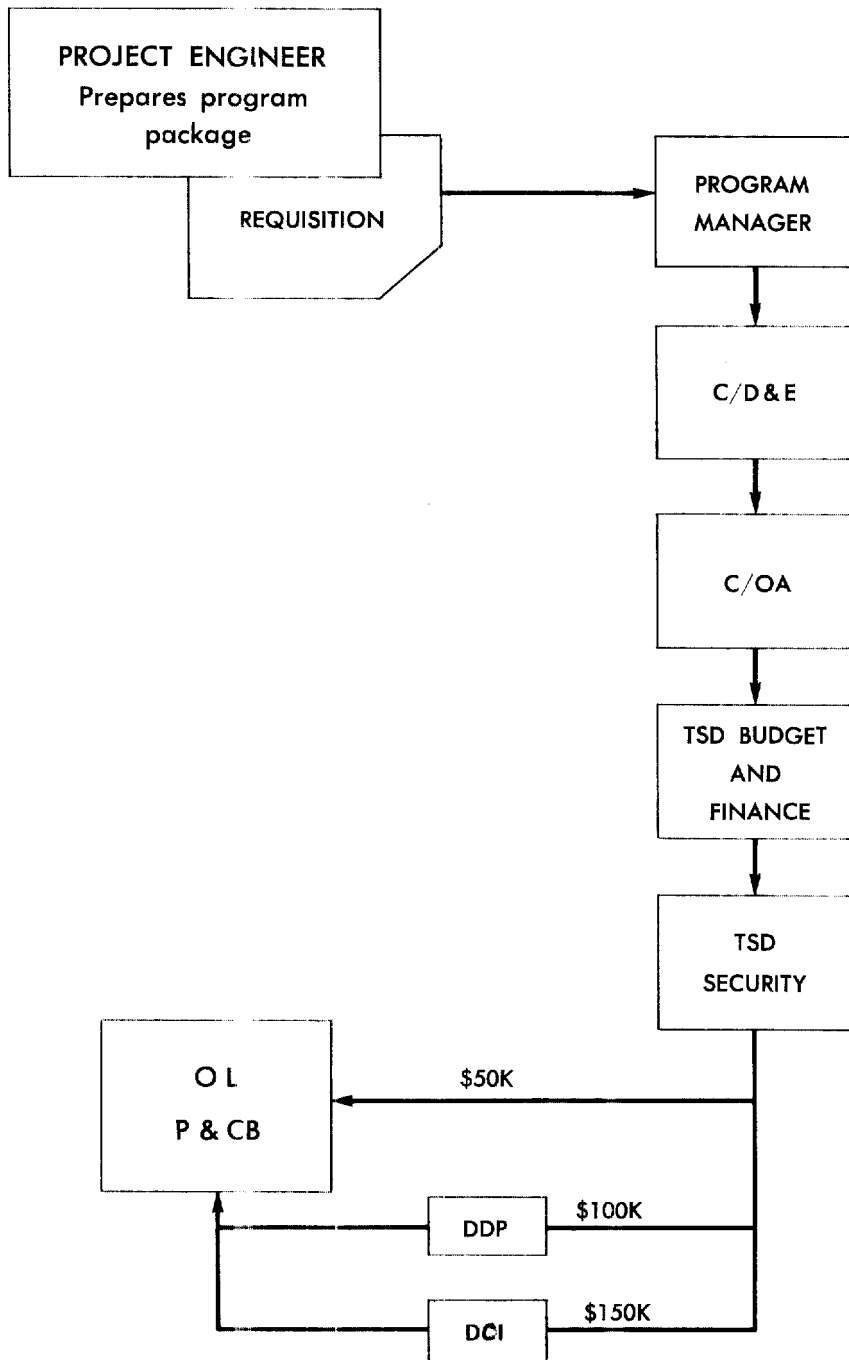 PROJECT ENGINEER
Prepares program
package
REQUISITION
PROGRAM
MANAGER
C/D&E
C/OA
TSD BUDGET
AND
FINANCE
TSD
SECURITY
$50K
OL
P & CB
$100K
DDP
$150K
DCI